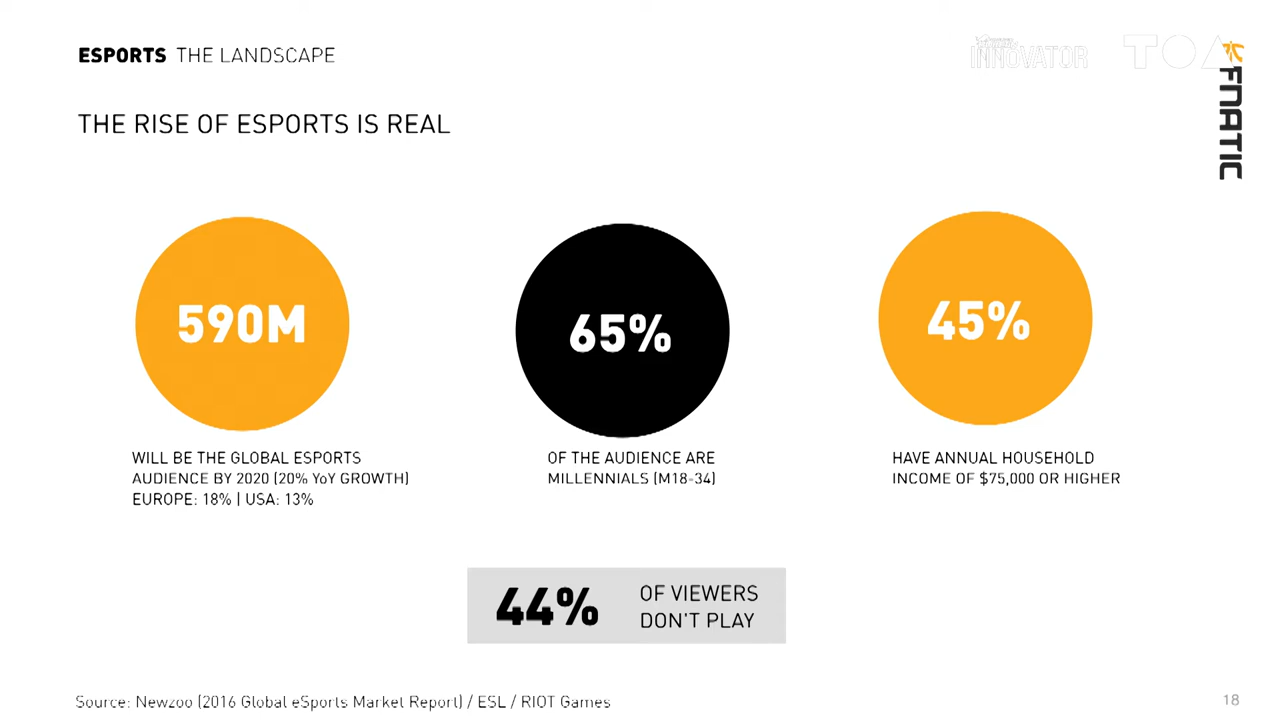 ESPORTS THE LANDSCAPE
INNOVATOR
TOA
FNATIC
THE RISE OF ESPORTS IS REAL
590M
65%
45%
WILL BE THE GLOBAL ESPORTS
AUDIENCE BY 2020 (20% YoY GROWTH)
EUROPE: 18% | USA: 13%
OF THE AUDIENCE ARE
MILLENNIALS (M18-34)
HAVE ANNUAL HOUSEHOLD
INCOME OF $75,000 OR HIGHER
44%
OF VIEWERS
DON'T PLAY
Source: Newzoo (2016 Global eSports Market Report) / ESL / RIOT Games
18